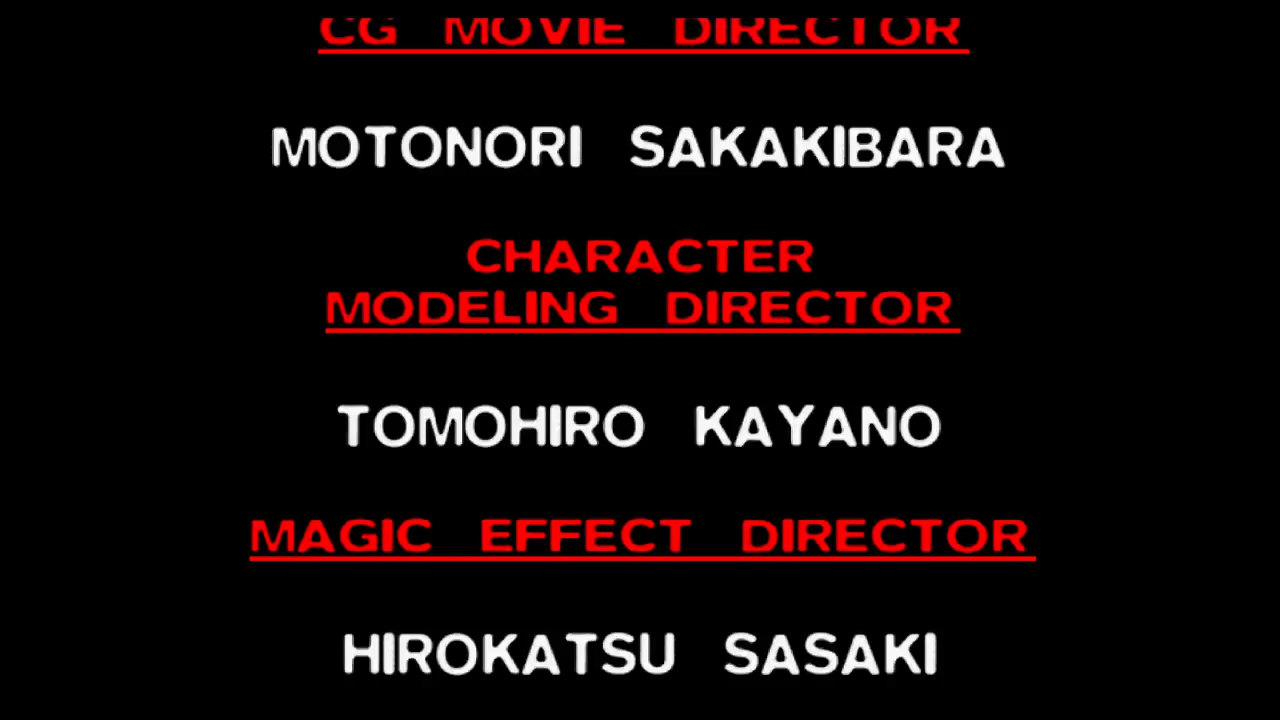 CG MOVIE DIRECTOR
MOTONORI SAKAKIBARA
CHARACTER
MODELING DIRECTOR
TOMOHIRO KAYANO
MAGIC EFFECT DIRECTOR
HIROKATSU SASAKI